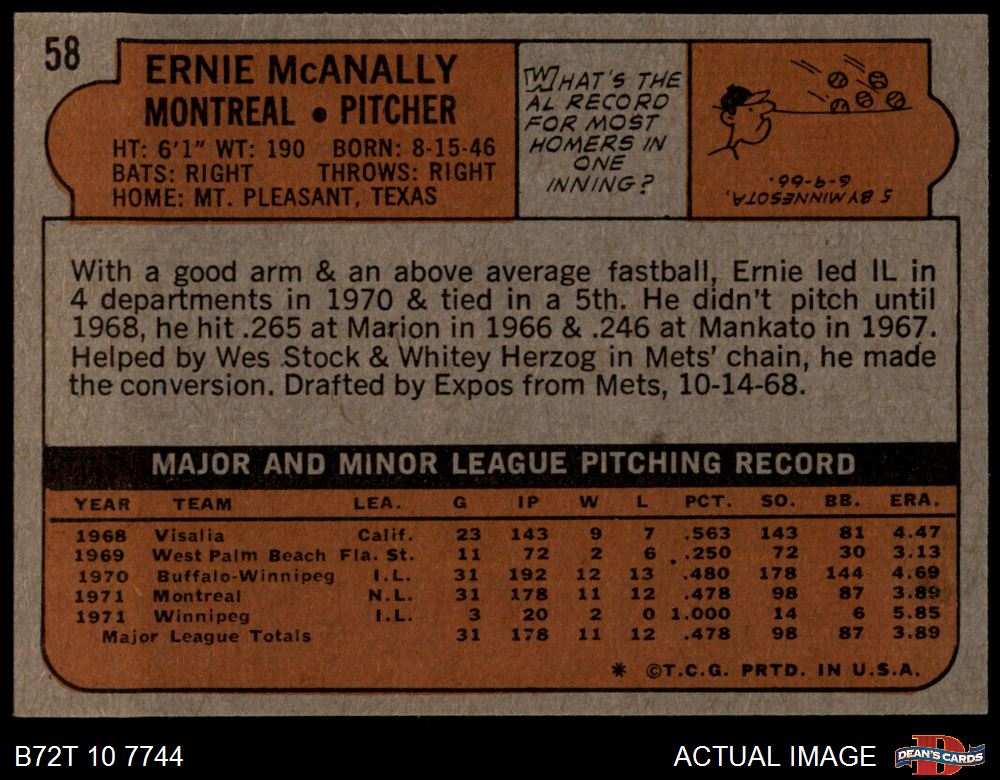 58
ERNIE McANALLY
MONTREAL • PITCHER
HT: 6'1" WT: 190 BORN: 8-15-46
BATS: RIGHT THROWS: RIGHT
HOME: MT. PLEASANT, TEXAS
WHAT'S THE
AL RECORD
FOR MOST
HOMERS IN
ONE
INNING?
5 BY MINNESOTA,
6-9-66.
With a good arm & an above average fastball, Ernie led IL in
4 departments in 1970 & tied in a 5th. He didn't pitch until
1968, he hit .265 at Marion in 1966 & .246 at Mankato in 1967.
Helped by Wes Stock & Whitey Herzog in Mets' chain, he made
the conversion. Drafted by Expos from Mets, 10-14-68.
MAJOR AND MINOR LEAGUE PITCHING RECORD
YEAR TEAM LEA. G IP W L PCT. SO. BB. ERA.
1968 Visalia Calif. 23 143 9 7 .563 143 81 4.47
1969 West Palm Beach Fla. St. 11 72 2 6 .250 72 30 3.13
1970 Buffalo-Winnipeg I.L. 31 192 12 13 .480 178 144 4.69
1971 Montreal N.L. 31 178 11 12 .478 98 87 3.89
1971 Winnipeg I.L. 3 20 2 0 1.000 14 6 5.85
Major League Totals 31 178 11 12 .478 98 87 3.89
* ©T.C.G. PRTD. IN U.S.A.
B72T 10 7744
ACTUAL IMAGE
DEAN'S CARDS